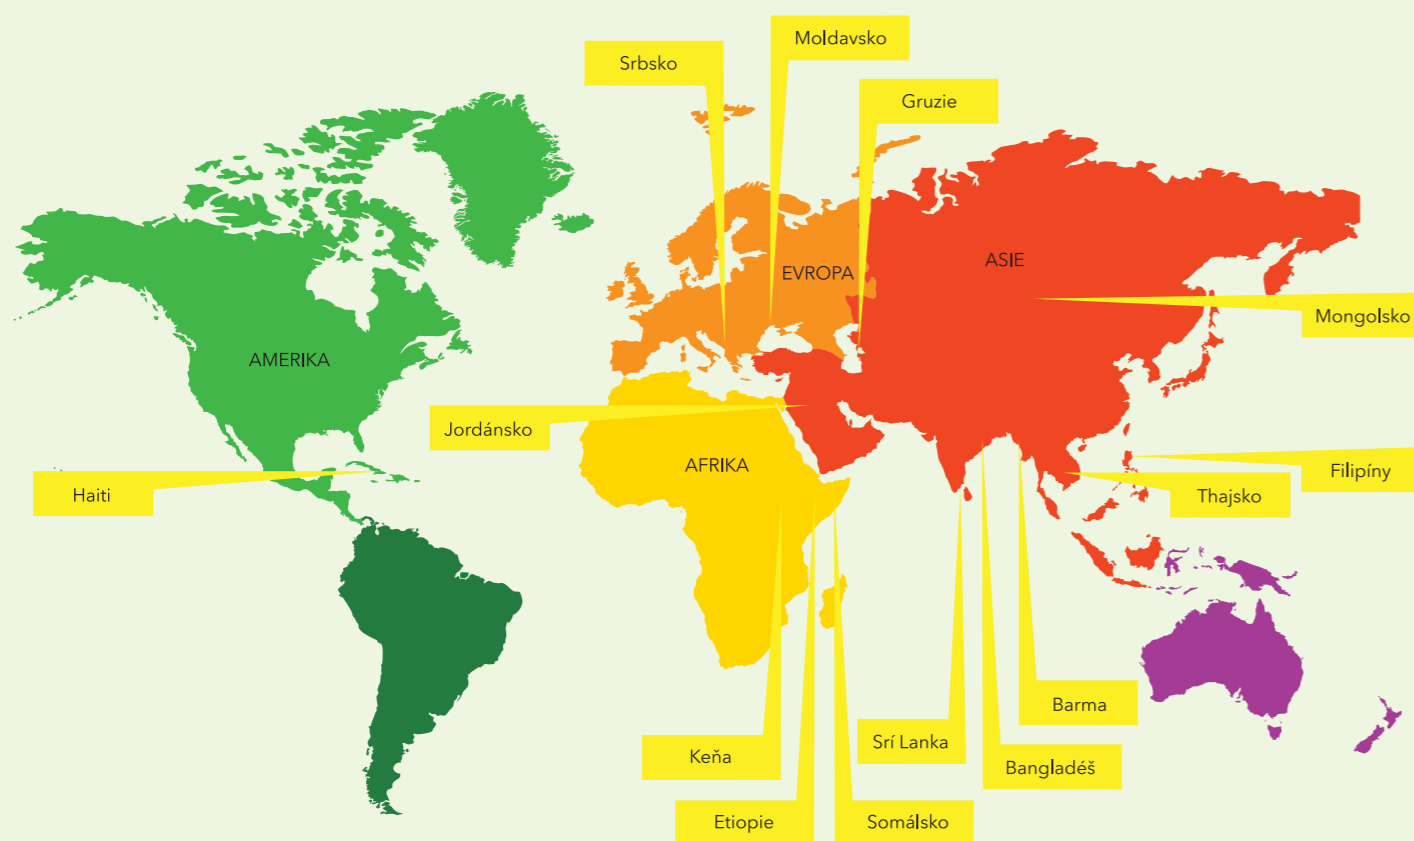 Moldavsko
Srbsko
Gruzie
ASIE
EVROPA
Mongolsko
AMERIKA
Jordánsko
AFRIKA
Filipíny
Haiti
Thajsko
Barma
Srí Lanka
Keňa
Bangladéš
Etiopie
Somálsko